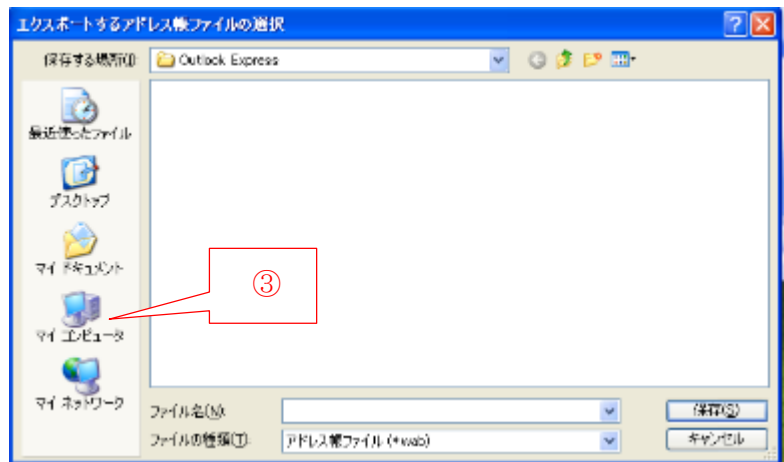 エクスポートするアドレス帳ファイルの選択
保存する場所(I):
Outlook Express
最近使ったファイル
デスクトップ
マイ ドキュメント
③
マイ コンピュータ
マイ ネットワーク
ファイル名(N):
保存(S)
ファイルの種類(T):
アドレス帳ファイル (*.wab)
キャンセル